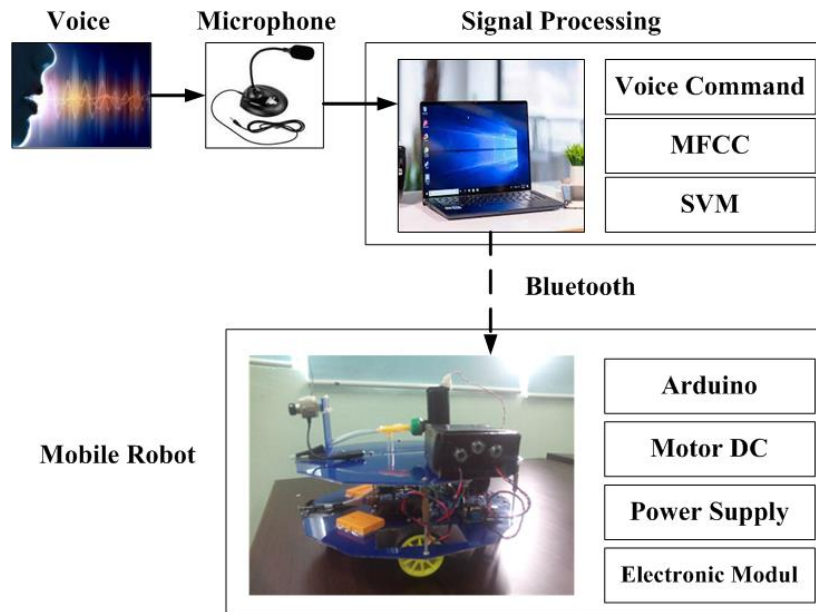 Voice
Microphone
Signal Processing
Voice Command
MFCC
SVM
Bluetooth
Mobile Robot
Arduino
Motor DC
Power Supply
Electronic Modul